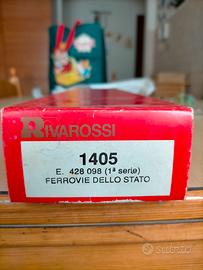 RIVAROSSI
1405
E. 428 098 (1ª serie)
FERROVIE DELLO STATO
subito